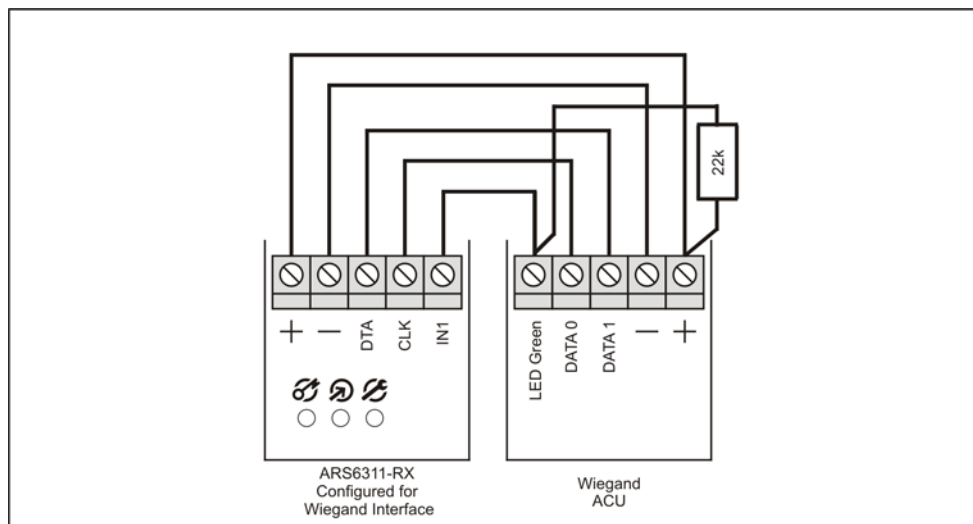 22k
+
—
DTA
CLK
IN1
LED Green
DATA 0
DATA 1
—
+
ARS6311-RX
Configured for
Wiegand Interface
Wiegand
ACU